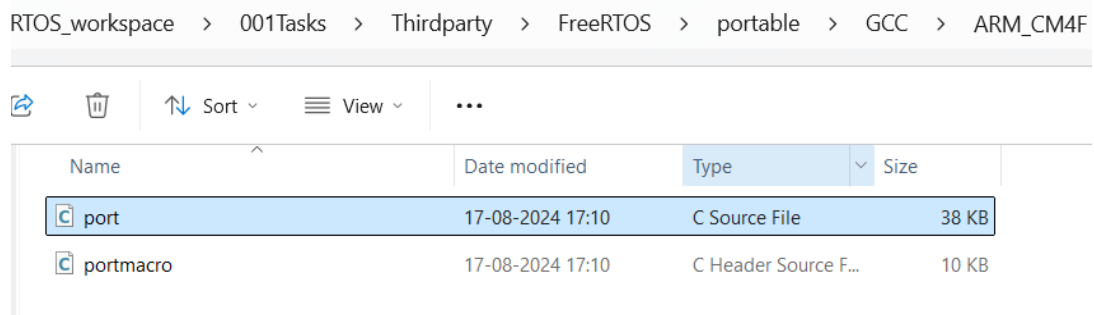 RTOS_workspace > 001Tasks > Thirdparty > FreeRTOS > portable > GCC > ARM_CM4F
Sort View •••
Name Date modified Type Size
port 17-08-2024 17:10 C Source File 38 KB
portmacro 17-08-2024 17:10 C Header Source F... 10 KB